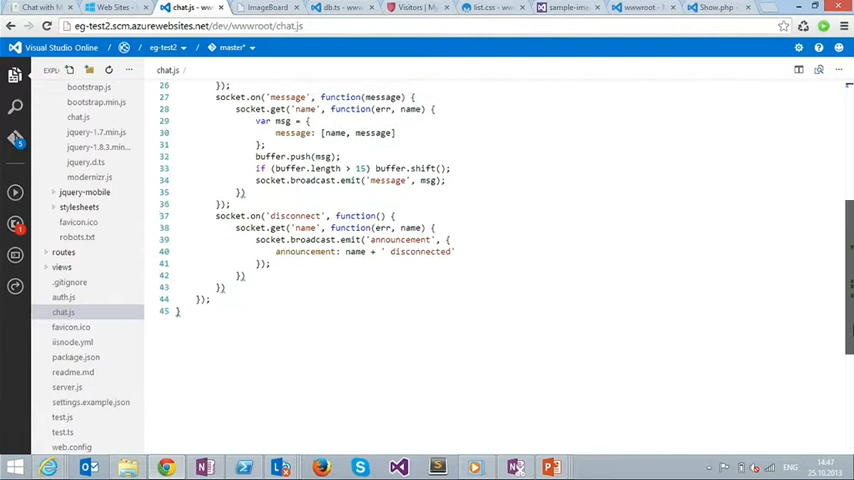 Chat with M
Web Sites -
chat.js - ww
ImageBoard
db.ts - www
Visitors | My
list.css - ww
sample-ima
wwwroot - M
Show.php -
eg-test2.scm.azurewebsites.net/dev/wwwroot/chat.js
Visual Studio Online
eg-test2
master*
EXPL
chat.js
bootstrap.js
bootstrap.min.js
chat.js
jquery-1.7.min.js
jquery-1.8.3.min...
jquery.d.ts
modernizr.js
jquery-mobile
stylesheets
favicon.ico
robots.txt
routes
views
.gitignore
auth.js
chat.js
favicon.ico
iisnode.yml
package.json
readme.md
server.js
settings.example.json
test.js
test.ts
web.config
5
1
26 });
27 socket.on('message', function(message) {
28 socket.get('name', function(err, name) {
29 var msg = {
30 message: [name, message]
31 };
32 buffer.push(msg);
33 if (buffer.length > 15) buffer.shift();
34 socket.broadcast.emit('message', msg);
35 })
36 });
37 socket.on('disconnect', function() {
38 socket.get('name', function(err, name) {
39 socket.broadcast.emit('announcement', {
40 announcement: name + ' disconnected'
41 });
42 })
43 })
44 });
45 }
ENG
14:47
25.10.2013